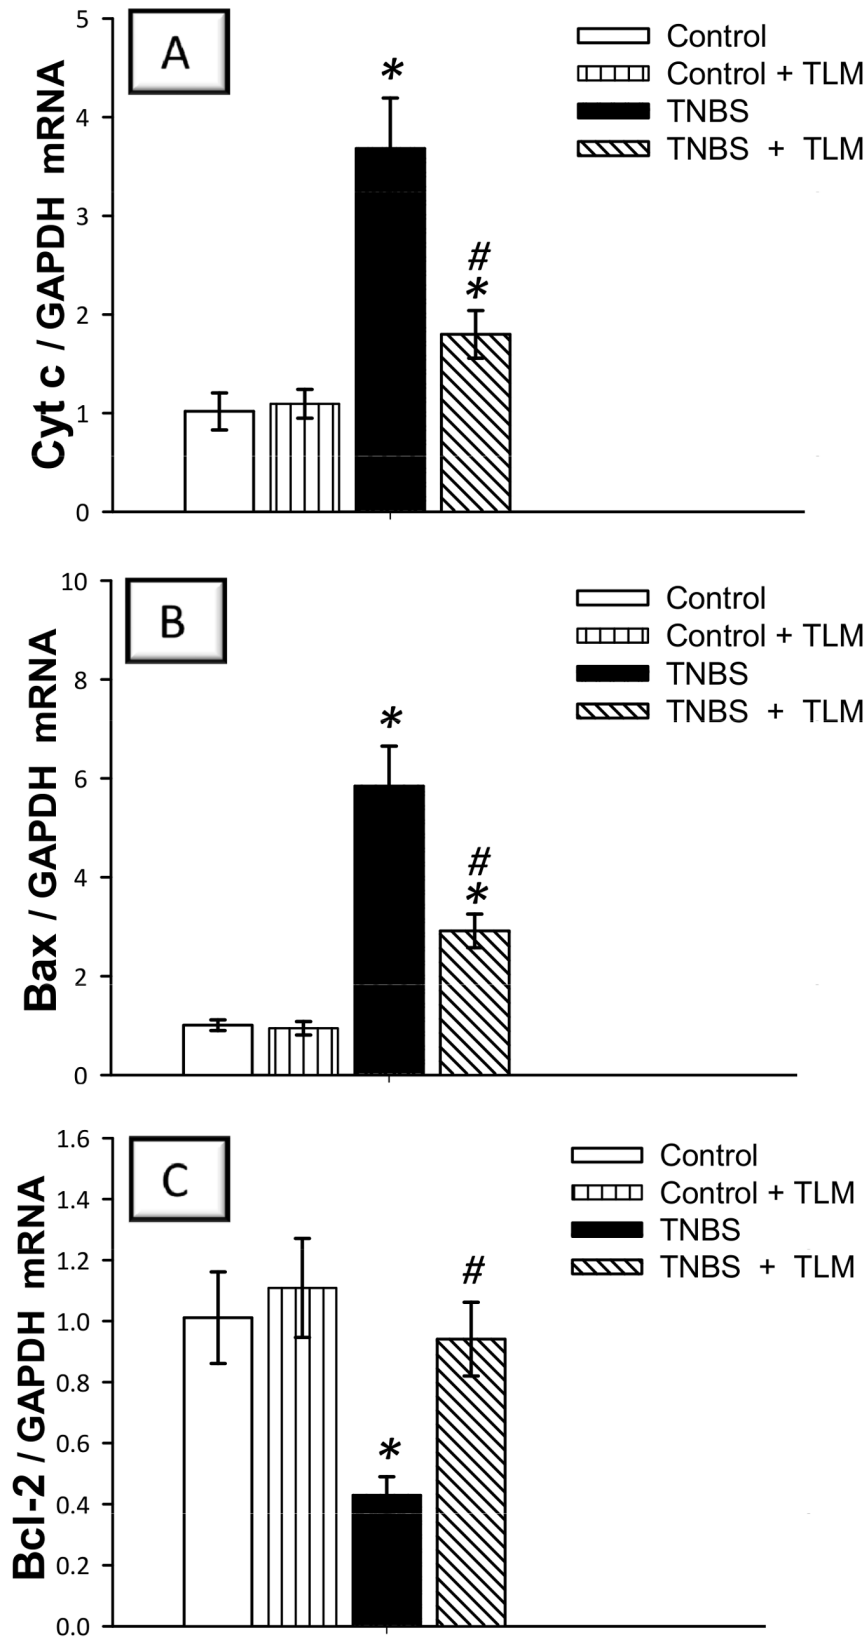 A
Control
Control + TLM
TNBS
TNBS + TLM
5
4
3
2
1
0
Cyt c / GAPDH mRNA
*
#
*
B
Control
Control + TLM
TNBS
TNBS + TLM
10
8
6
4
2
0
Bax / GAPDH mRNA
*
#
*
C
Control
Control + TLM
TNBS
TNBS + TLM
1.6
1.4
1.2
1.0
0.8
0.6
0.4
0.2
0.0
Bcl-2 / GAPDH mRNA
#
*